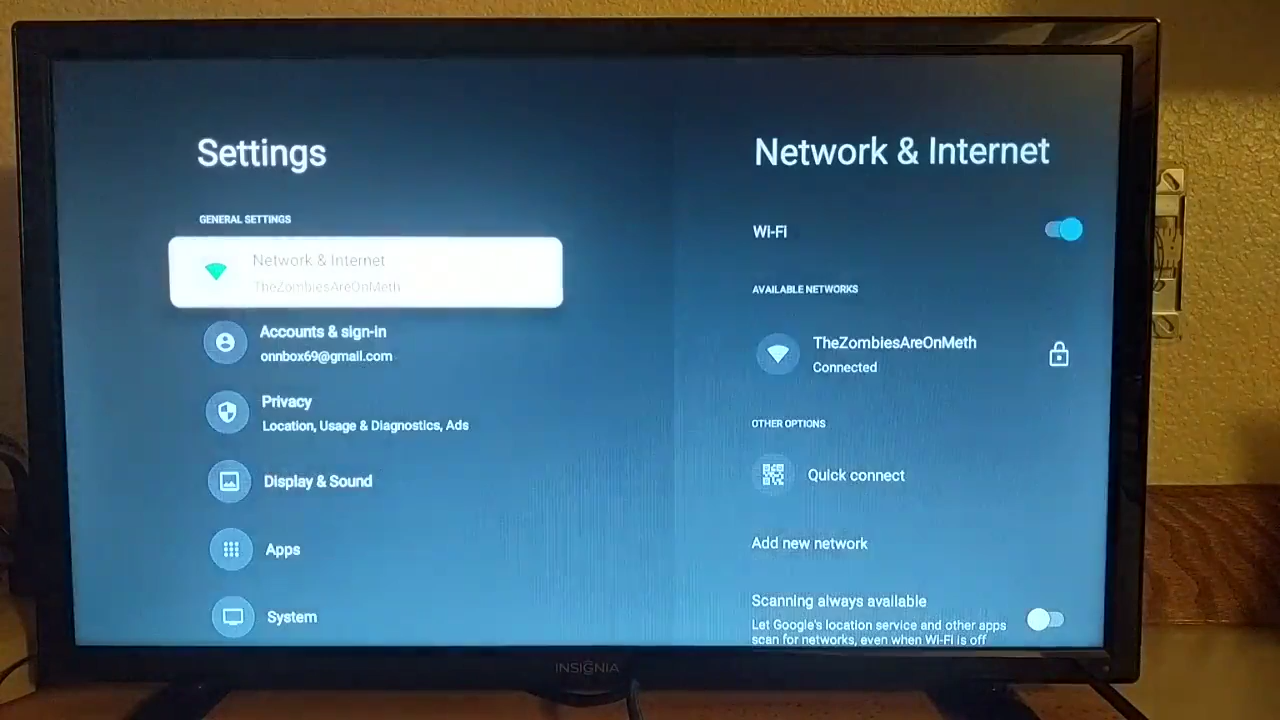 Settings
GENERAL SETTINGS
Network & Internet
TheZombiesAreOnMeth
Accounts & sign-in
onnbox69@gmail.com
Privacy
Location, Usage & Diagnostics, Ads
Display & Sound
Apps
System
Network & Internet
Wi-Fi
AVAILABLE NETWORKS
TheZombiesAreOnMeth
Connected
OTHER OPTIONS
Quick connect
Add new network
Scanning always available
Let Google's location service and other apps
scan for networks, even when Wi-Fi is off
INSIGNIA